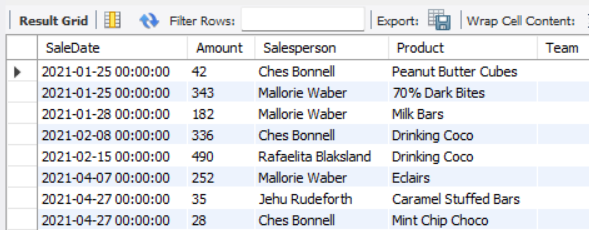 Result Grid Filter Rows: Export: Wrap Cell Content:
SaleDate Amount Salesperson Product Team
2021-01-25 00:00:00 42 Ches Bonnell Peanut Butter Cubes
2021-01-25 00:00:00 343 Mallorie Waber 70% Dark Bites
2021-01-28 00:00:00 182 Mallorie Waber Milk Bars
2021-02-08 00:00:00 336 Ches Bonnell Drinking Coco
2021-02-15 00:00:00 490 Rafaelita Blaksland Drinking Coco
2021-04-07 00:00:00 252 Mallorie Waber Eclairs
2021-04-27 00:00:00 35 Jehu Rudeforth Caramel Stuffed Bars
2021-04-27 00:00:00 28 Ches Bonnell Mint Chip Choco